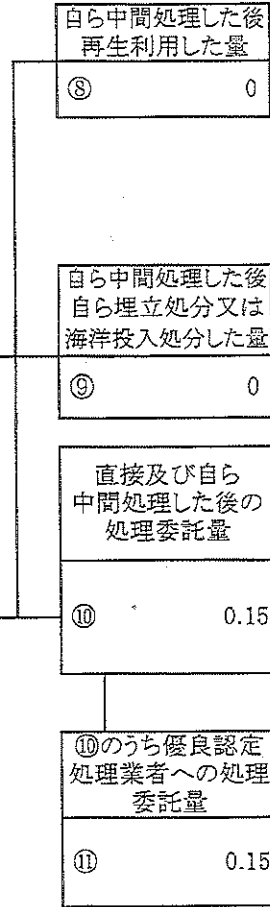 自ら中間処理した後
再生利用した量
⑧ 0
自ら中間処理した後
自ら埋立処分又は
海洋投入処分した量
⑨ 0
直接及び自ら
中間処理した後の
処理委託量
⑩ 0.15
⑩のうち優良認定
処理業者への処理
委託量
⑪ 0.15